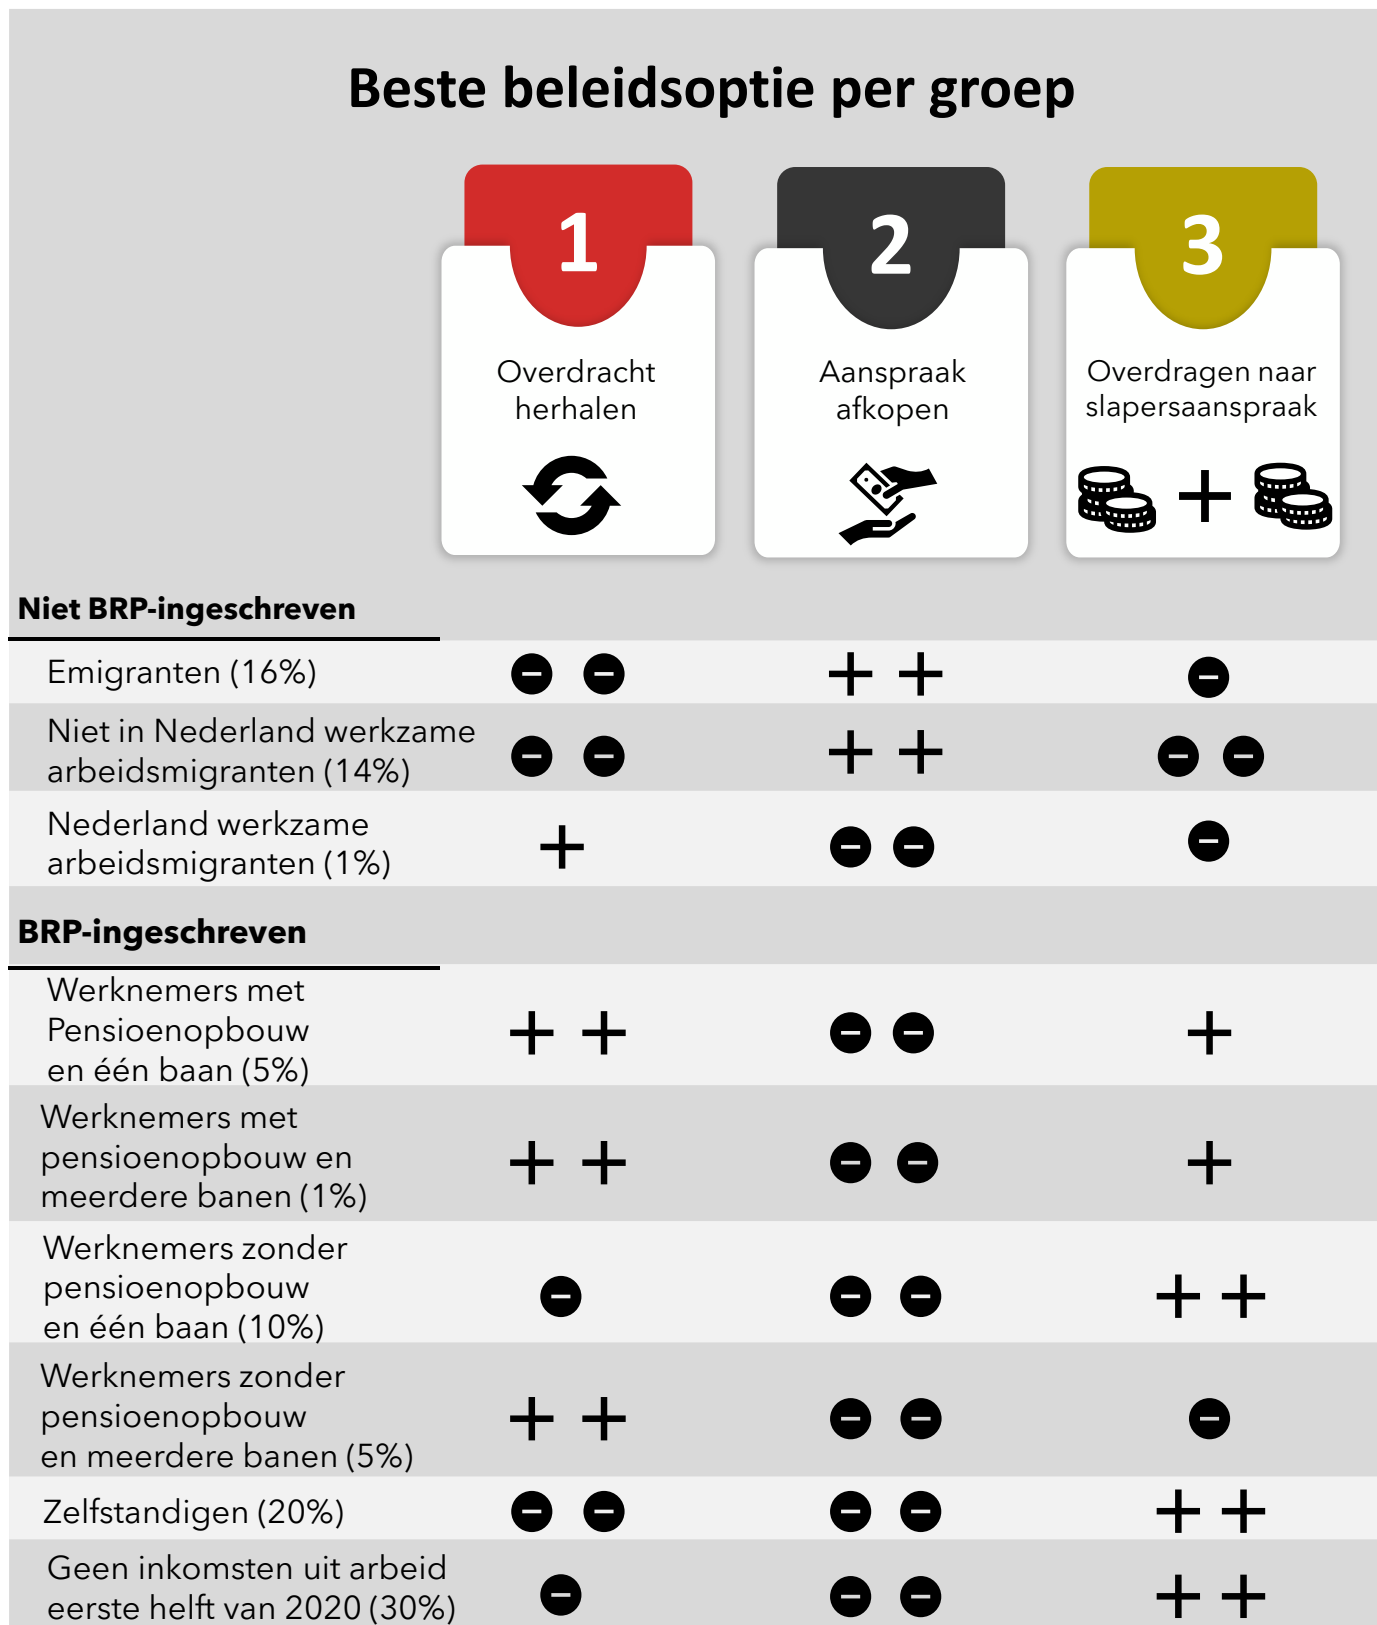 Beste beleidsoptie per groep
1
2
3
Overdracht
herhalen
Aanspraak
afkopen
Overdragen naar
slapersaanspraak
+
Niet BRP-ingeschreven
Emigranten (16%)
- - + + -
Niet in Nederland werkzame
arbeidsmigranten (14%)
- - + + - -
Nederland werkzame
arbeidsmigranten (1%)
+ - - -
BRP-ingeschreven
Werknemers met
Pensioenopbouw
en één baan (5%)
+ + - - +
Werknemers met
pensioenopbouw en
meerdere banen (1%)
+ + - - +
Werknemers zonder
pensioenopbouw
en één baan (10%)
- - - + +
Werknemers zonder
pensioenopbouw
en meerdere banen (5%)
+ + - - -
Zelfstandigen (20%)
- - - - + +
Geen inkomsten uit arbeid
eerste helft van 2020 (30%)
- - - + +